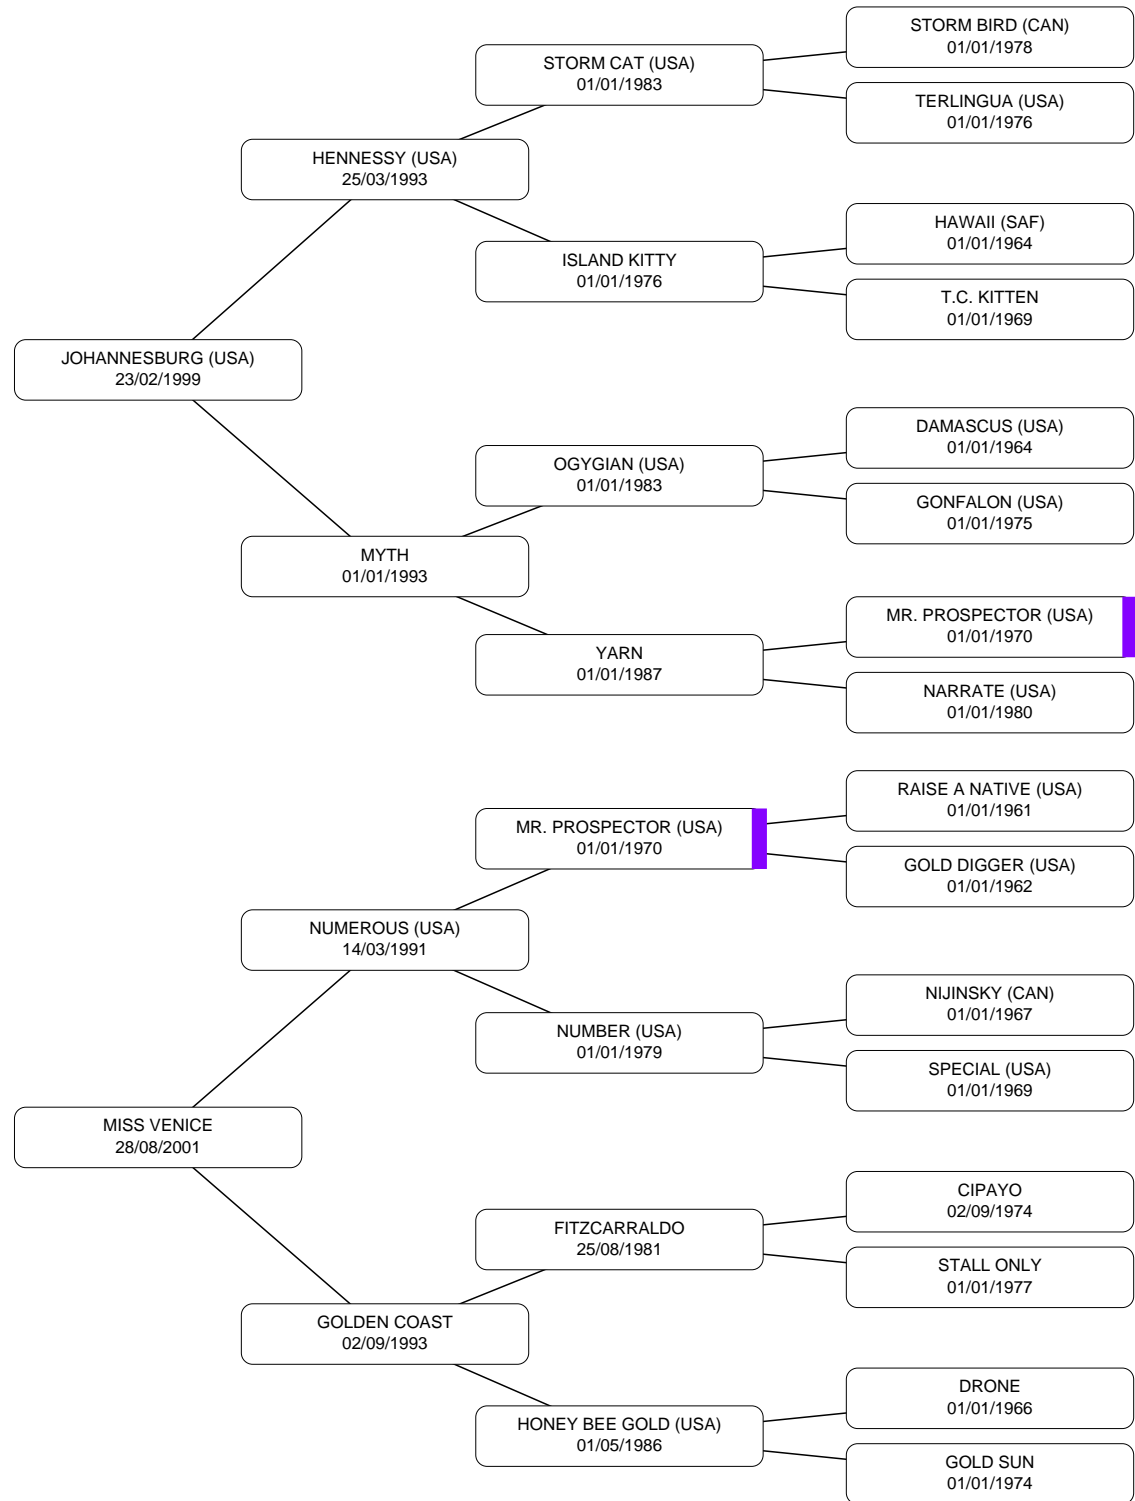 STORM BIRD (CAN)
01/01/1978
STORM CAT (USA)
01/01/1983
TERLINGUA (USA)
01/01/1976
HENNESSY (USA)
25/03/1993
HAWAII (SAF)
01/01/1964
ISLAND KITTY
01/01/1976
T.C. KITTEN
01/01/1969
JOHANNESBURG (USA)
23/02/1999
DAMASCUS (USA)
01/01/1964
OGYGIAN (USA)
01/01/1983
GONFALON (USA)
01/01/1975
MYTH
01/01/1993
MR. PROSPECTOR (USA)
01/01/1970
YARN
01/01/1987
NARRATE (USA)
01/01/1980
RAISE A NATIVE (USA)
01/01/1961
MR. PROSPECTOR (USA)
01/01/1970
GOLD DIGGER (USA)
01/01/1962
NUMEROUS (USA)
14/03/1991
NIJINSKY (CAN)
01/01/1967
NUMBER (USA)
01/01/1979
SPECIAL (USA)
01/01/1969
MISS VENICE
28/08/2001
CIPAYO
02/09/1974
FITZCARRALDO
25/08/1981
STALL ONLY
01/01/1977
GOLDEN COAST
02/09/1993
DRONE
01/01/1966
HONEY BEE GOLD (USA)
01/05/1986
GOLD SUN
01/01/1974